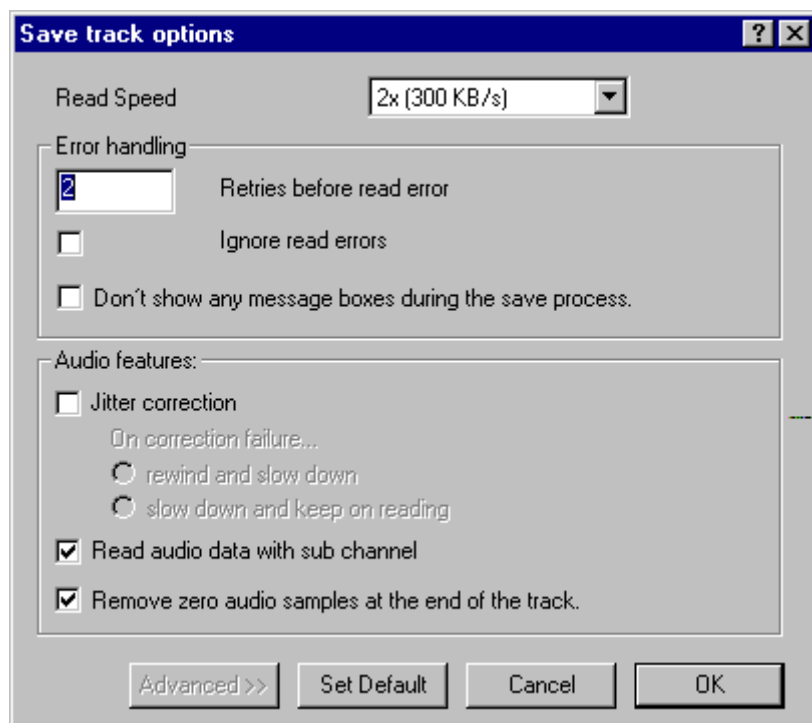 Save track options
Read Speed 2x (300 KB/s)
Error handling
2 Retries before read error
Ignore read errors
Don´t show any message boxes during the save process.
Audio features:
Jitter correction
On correction failure...
rewind and slow down
slow down and keep on reading
Read audio data with sub channel
Remove zero audio samples at the end of the track.
Advanced >> Set Default Cancel OK